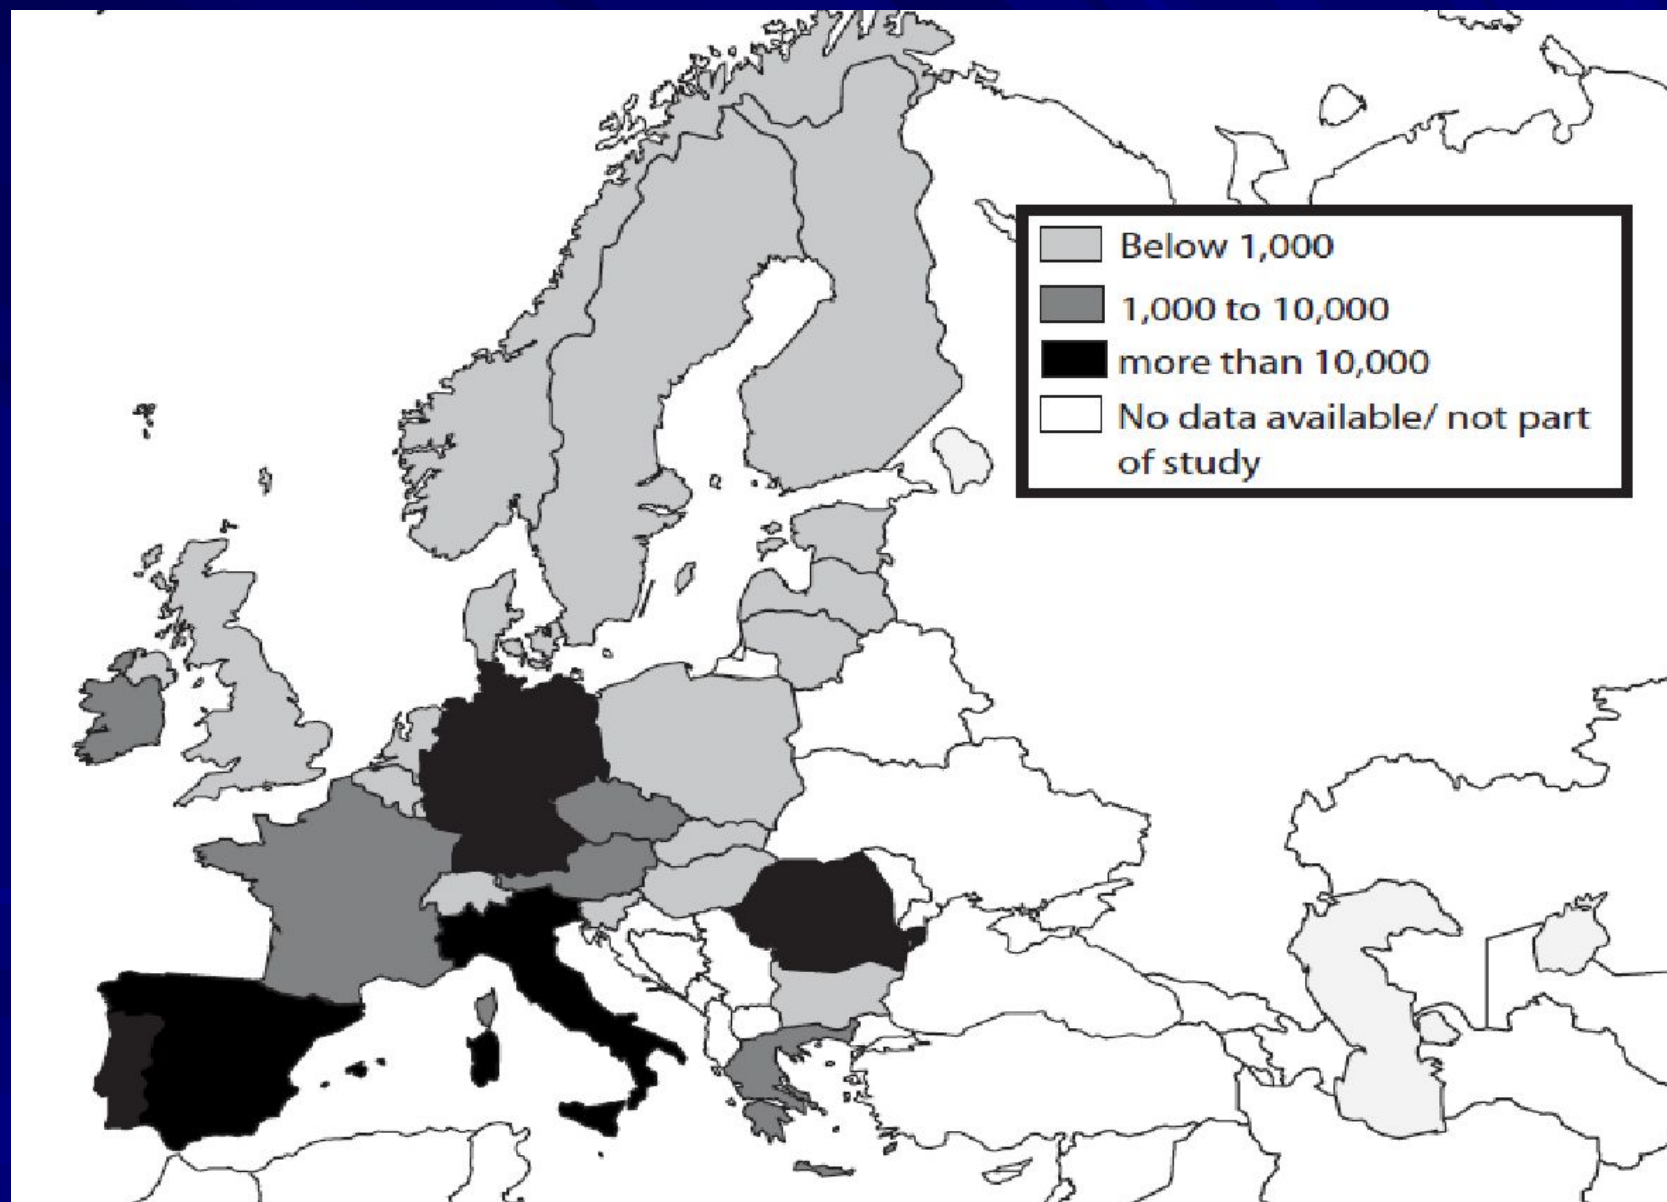 Below 1,000
1,000 to 10,000
more than 10,000
No data available/ not part
of study